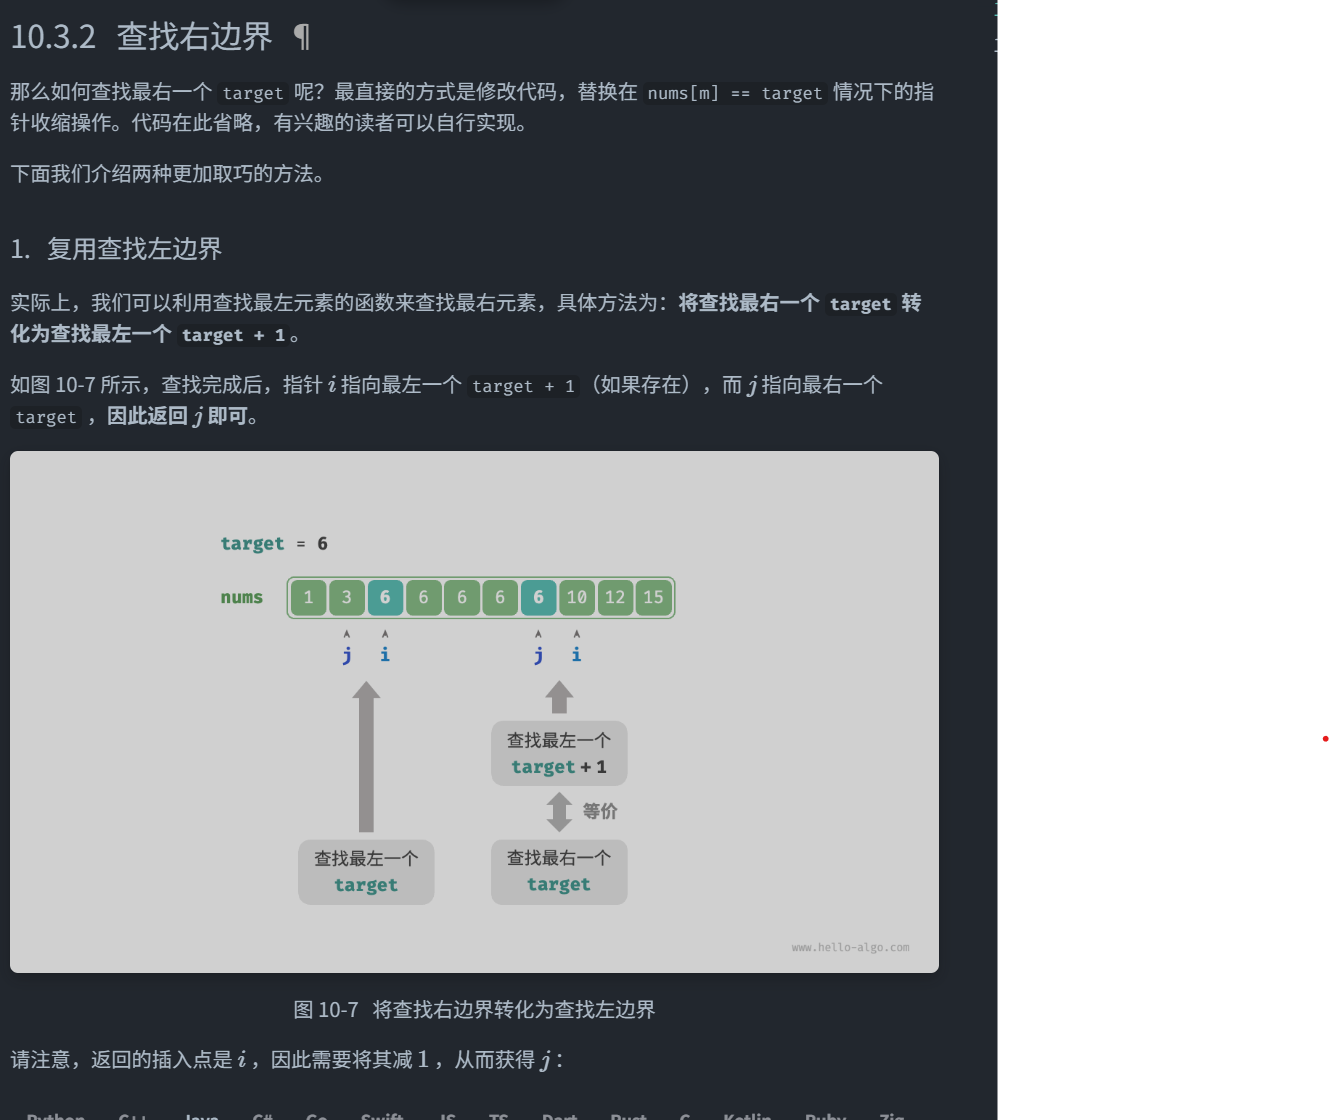 10.3.2 查找右边界 ¶
那么如何查找最右一个 target 呢？最直接的方式是修改代码，替换在 nums[m] == target 情况下的指
针收缩操作。代码在此省略，有兴趣的读者可以自行实现。
下面我们介绍两种更加取巧的方法。
1. 复用查找左边界
实际上，我们可以利用查找最左元素的函数来查找最右元素，具体方法为：将查找最右一个 target 转
化为查找最左一个 target + 1。
如图 10-7 所示，查找完成后，指针 i 指向最左一个 target + 1（如果存在），而 j 指向最右一个
target ，因此返回 j 即可。
target = 6
nums 1 3 6 6 6 6 6 10 12 15
j i j i
查找最左一个
target + 1
等价
查找最左一个
target
查找最右一个
target
www.hello-algo.com
图 10-7 将查找右边界转化为查找左边界
请注意，返回的插入点是 i ，因此需要将其减 1 ，从而获得 j ：
Python C++ Java C# Go Swift JS TS Dart Rust C Kotlin Ruby Zig